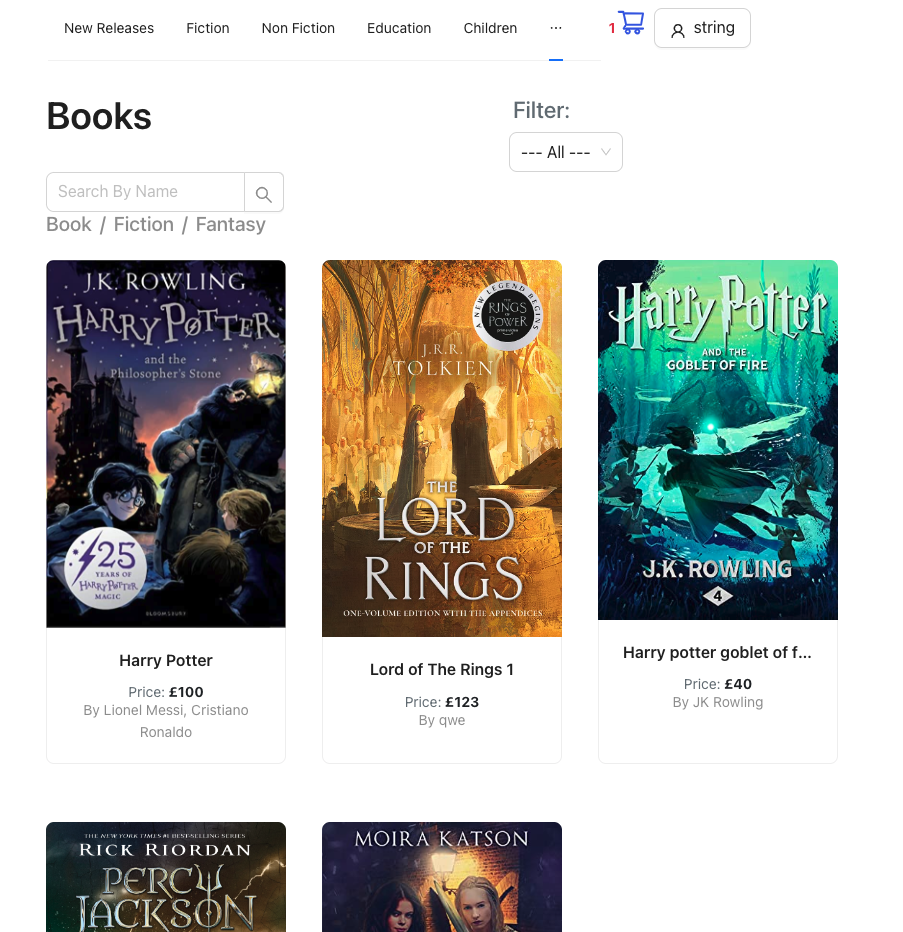 New Releases Fiction Non Fiction Education Children ··· 1 string
Books
Filter:
--- All ---
Search By Name
Book / Fiction / Fantasy
J.K. ROWLING
HARRY POTTER
and the
Philosopher's Stone
25
YEARS OF
HARRY POTTER
MAGIC
BLOOMSBURY
Harry Potter
Price: £100
By Lionel Messi, Cristiano
Ronaldo
A NEW LEGEND BEGINS
THE
RINGS
OF
POWER
J.R.R.
TOLKIEN
THE
LORD
OF THE
RINGS
ONE-VOLUME EDITION WITH THE APPENDICES
Lord of The Rings 1
Price: £123
By qwe
Harry Potter
AND THE
GOBLET OF FIRE
J.K. ROWLING
4
Harry potter goblet of f...
Price: £40
By JK Rowling
THE NEW YORK TIMES #1 BEST-SELLING SERIES
RICK RIORDAN
PERCY
JACKSON
MOIRA KATSON